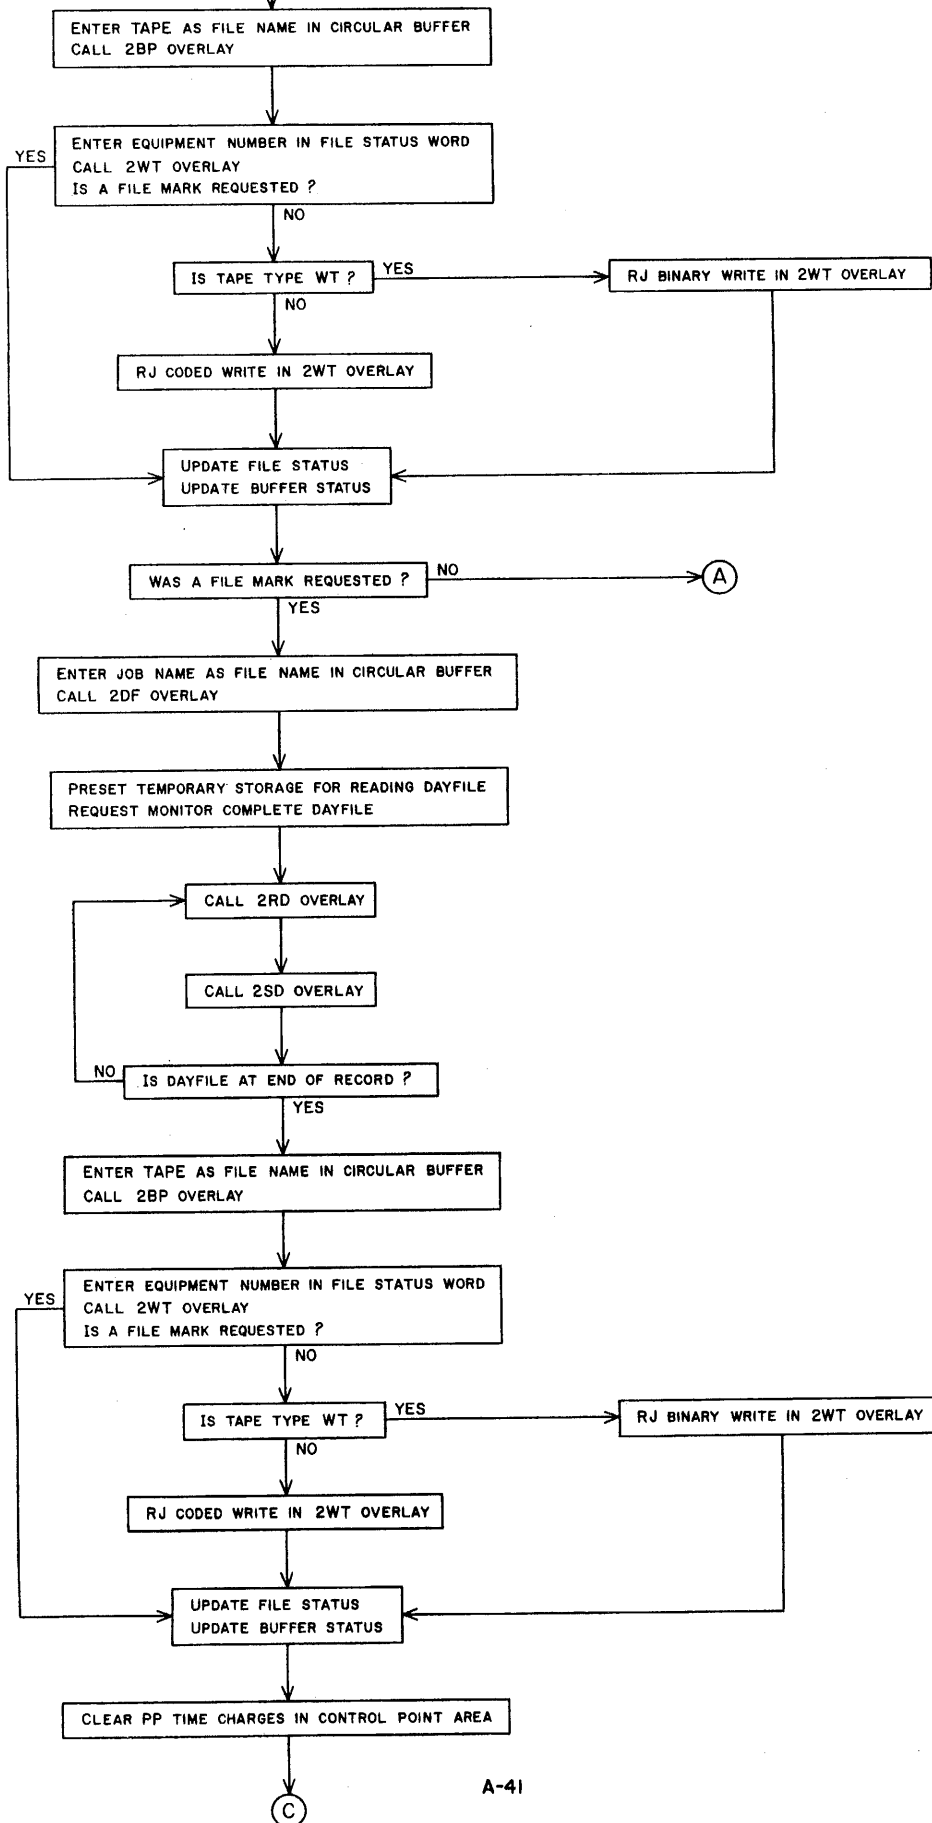 ENTER TAPE AS FILE NAME IN CIRCULAR BUFFER
CALL 2BP OVERLAY
ENTER EQUIPMENT NUMBER IN FILE STATUS WORD
CALL 2WT OVERLAY
IS A FILE MARK REQUESTED ?
YES
NO
IS TAPE TYPE WT ?
YES
RJ BINARY WRITE IN 2WT OVERLAY
NO
RJ CODED WRITE IN 2WT OVERLAY
UPDATE FILE STATUS
UPDATE BUFFER STATUS
WAS A FILE MARK REQUESTED ?
NO
A
YES
ENTER JOB NAME AS FILE NAME IN CIRCULAR BUFFER
CALL 2DF OVERLAY
PRESET TEMPORARY STORAGE FOR READING DAYFILE
REQUEST MONITOR COMPLETE DAYFILE
CALL 2RD OVERLAY
CALL 2SD OVERLAY
NO
IS DAYFILE AT END OF RECORD ?
YES
ENTER TAPE AS FILE NAME IN CIRCULAR BUFFER
CALL 2BP OVERLAY
ENTER EQUIPMENT NUMBER IN FILE STATUS WORD
CALL 2WT OVERLAY
IS A FILE MARK REQUESTED ?
YES
NO
IS TAPE TYPE WT ?
YES
RJ BINARY WRITE IN 2WT OVERLAY
NO
RJ CODED WRITE IN 2WT OVERLAY
UPDATE FILE STATUS
UPDATE BUFFER STATUS
CLEAR PP TIME CHARGES IN CONTROL POINT AREA
A-41
C